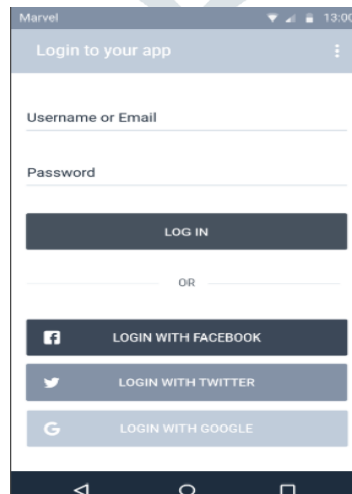 Marvel 13:00
Login to your app
Username or Email
Password
LOG IN
OR
LOGIN WITH FACEBOOK
LOGIN WITH TWITTER
G LOGIN WITH GOOGLE